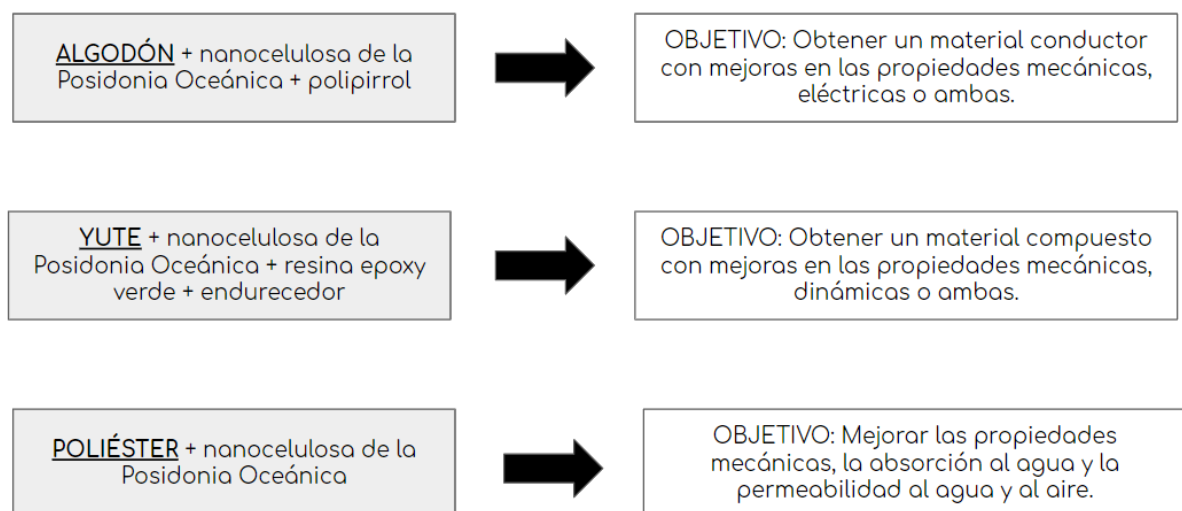 ALGODÓN + nanocelulosa de la
Posidonia Oceánica + polipirrol
OBJETIVO: Obtener un material conductor
con mejoras en las propiedades mecánicas,
eléctricas o ambas.
YUTE + nanocelulosa de la
Posidonia Oceánica + resina epoxy
verde + endurecedor
OBJETIVO: Obtener un material compuesto
con mejoras en las propiedades mecánicas,
dinámicas o ambas.
POLIÉSTER + nanocelulosa de la
Posidonia Oceánica
OBJETIVO: Mejorar las propiedades
mecánicas, la absorción al agua y la
permeabilidad al agua y al aire.